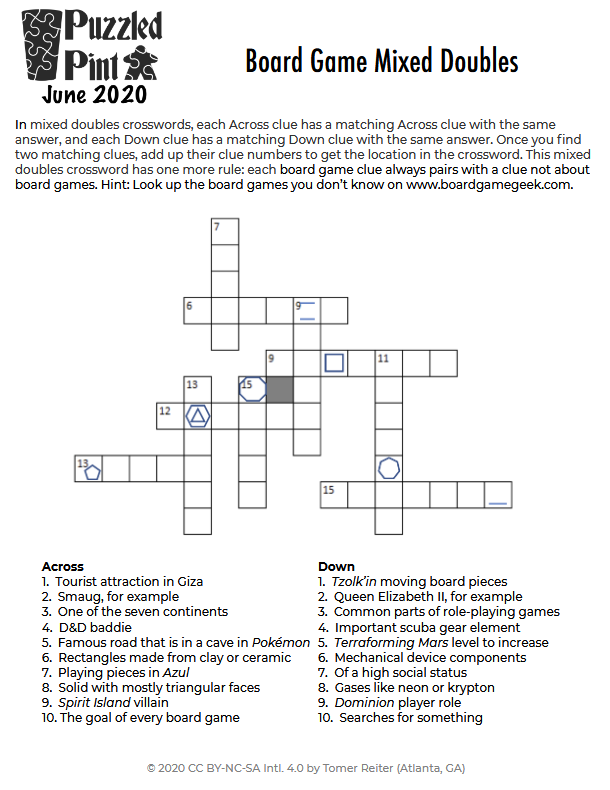 Puzzled
Pint
June 2020
Board Game Mixed Doubles
In mixed doubles crosswords, each Across clue has a matching Across clue with the same
answer, and each Down clue has a matching Down clue with the same answer. Once you find
two matching clues, add up their clue numbers to get the location in the crossword. This mixed
doubles crossword has one more rule: each board game clue always pairs with a clue not about
board games. Hint: Look up the board games you don't know on www.boardgamegeek.com.
7
6 9
9 11
13 15
12
13
15
Across
1. Tourist attraction in Giza
2. Smaug, for example
3. One of the seven continents
4. D&D baddie
5. Famous road that is in a cave in Pokémon
6. Rectangles made from clay or ceramic
7. Playing pieces in Azul
8. Solid with mostly triangular faces
9. Spirit Island villain
10. The goal of every board game
Down
1. Tzolk'in moving board pieces
2. Queen Elizabeth II, for example
3. Common parts of role-playing games
4. Important scuba gear element
5. Terraforming Mars level to increase
6. Mechanical device components
7. Of a high social status
8. Gases like neon or krypton
9. Dominion player role
10. Searches for something
© 2020 CC BY-NC-SA Intl. 4.0 by Tomer Reiter (Atlanta, GA)